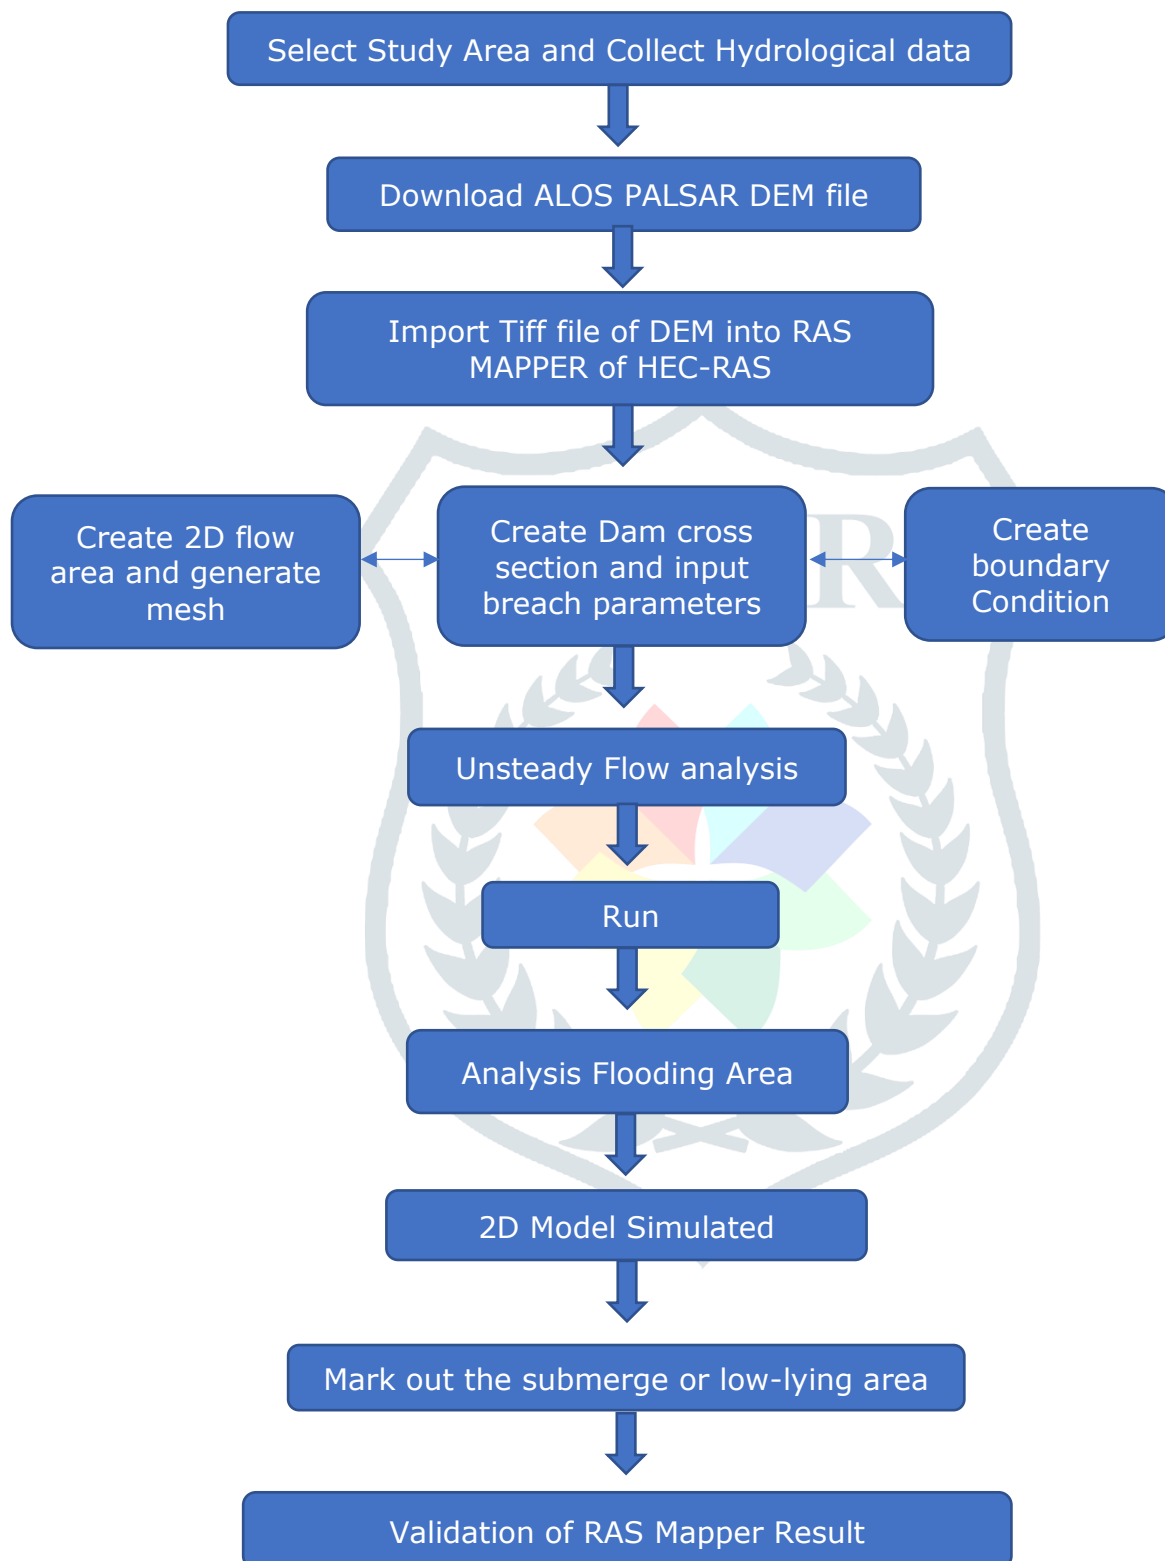 Select Study Area and Collect Hydrological data
Download ALOS PALSAR DEM file
Import Tiff file of DEM into RAS
MAPPER of HEC-RAS
Create 2D flow
area and generate
mesh
Create Dam cross
section and input
breach parameters
Create
boundary
Condition
R
Unsteady Flow analysis
Run
Analysis Flooding Area
2D Model Simulated
Mark out the submerge or low-lying area
Validation of RAS Mapper Result